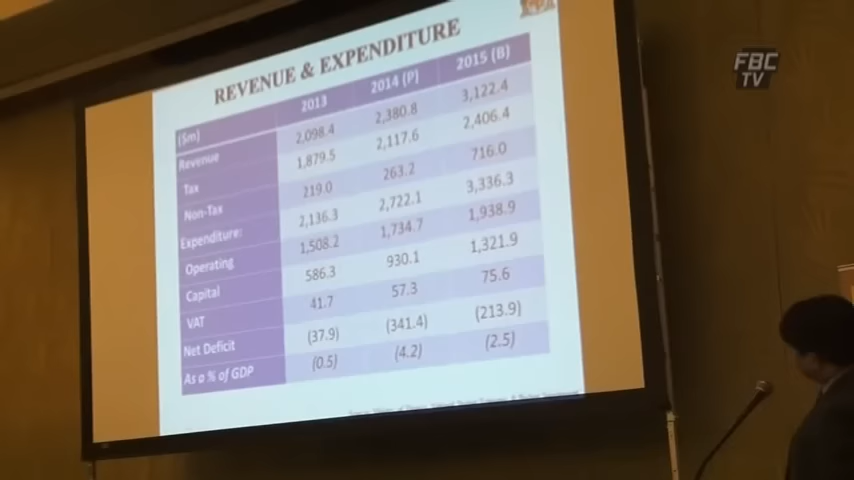 FBC
TV
REVENUE & EXPENDITURE
($m) 2013 2014 (P) 2015 (B)
Revenue 2,098.4 2,380.8 3,122.4
Tax 1,879.5 2,117.6 2,406.4
Non-Tax 219.0 263.2 716.0
Expenditure: 2,136.3 2,722.1 3,336.3
Operating 1,508.2 1,734.7 1,938.9
Capital 586.3 930.1 1,321.9
VAT 41.7 57.3 75.6
Net Deficit (37.9) (341.4) (213.9)
As a % of GDP (0.5) (4.2) (2.5)